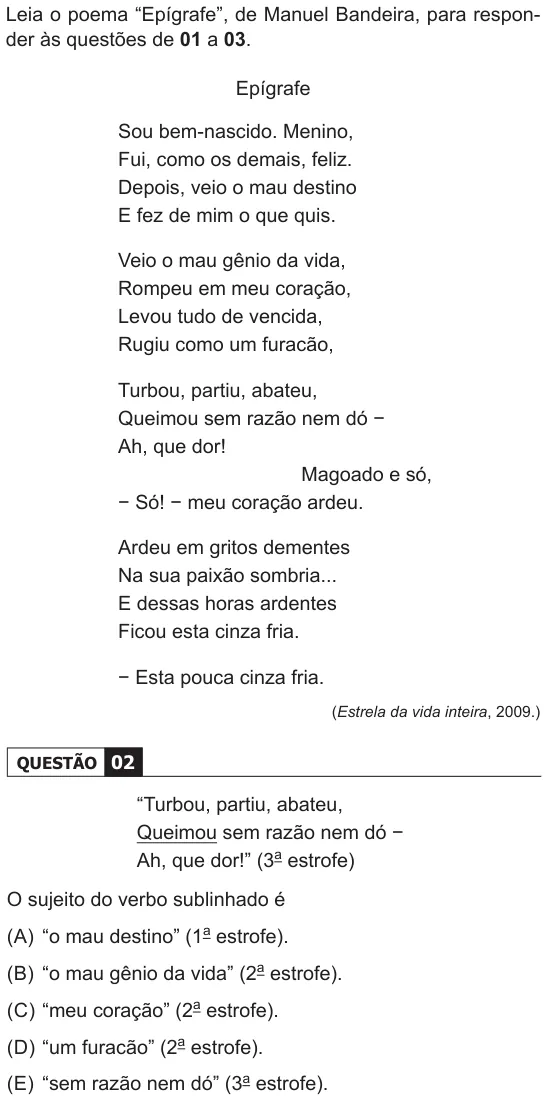 Leia o poema “Epígrafe”, de Manuel Bandeira, para respon-
der às questões de 01 a 03.
Epígrafe
Sou bem-nascido. Menino,
Fui, como os demais, feliz.
Depois, veio o mau destino
E fez de mim o que quis.
Veio o mau gênio da vida,
Rompeu em meu coração,
Levou tudo de vencida,
Rugiu como um furacão,
Turbou, partiu, abateu,
Queimou sem razão nem dó −
Ah, que dor!
Magoado e só,
− Só! − meu coração ardeu.
Ardeu em gritos dementes
Na sua paixão sombria...
E dessas horas ardentes
Ficou esta cinza fria.
− Esta pouca cinza fria.
(Estrela da vida inteira, 2009.)
QUESTÃO 02
“Turbou, partiu, abateu,
Queimou sem razão nem dó −
Ah, que dor!” (3ª estrofe)
O sujeito do verbo sublinhado é
(A) “o mau destino” (1ª estrofe).
(B) “o mau gênio da vida” (2ª estrofe).
(C) “meu coração” (2ª estrofe).
(D) “um furacão” (2ª estrofe).
(E) “sem razão nem dó” (3ª estrofe).